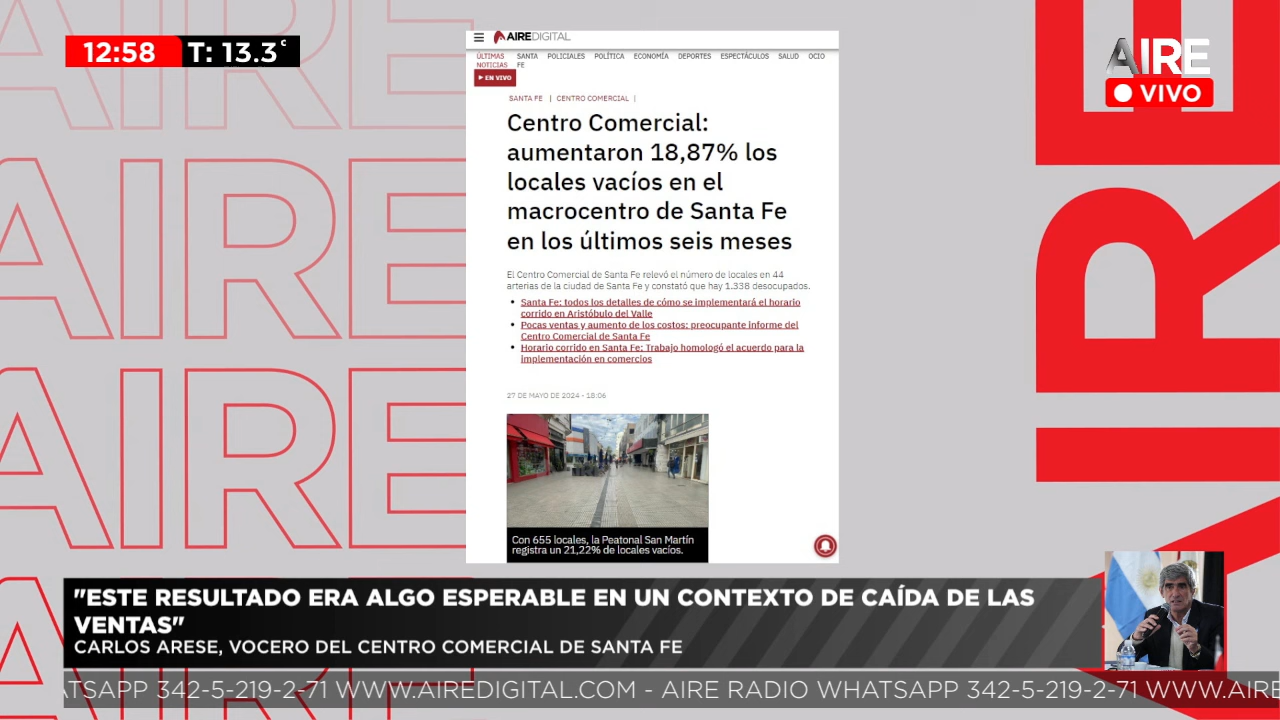 12:58 T: 13.3 c
AIRE
VIVO
AIREDIGITAL
ÚLTIMAS NOTICIAS SANTA FE POLICIALES POLÍTICA ECONOMÍA DEPORTES ESPECTÁCULOS SALUD OCIO
EN VIVO
SANTA FE | CENTRO COMERCIAL |
Centro Comercial:
aumentaron 18,87% los
locales vacíos en el
macrocentro de Santa Fe
en los últimos seis meses
El Centro Comercial de Santa Fe relevó el número de locales en 44
arterias de la ciudad de Santa Fe y constató que hay 1.338 desocupados.
• Santa Fe: todos los detalles de cómo se implementará el horario
corrido en Aristóbulo del Valle
• Pocas ventas y aumento de los costos: preocupante informe del
Centro Comercial de Santa Fe
• Horario corrido en Santa Fe: Trabajo homologó el acuerdo para la
implementación en comercios
27 DE MAYO DE 2024 - 18:06
Con 655 locales, la Peatonal San Martín
registra un 21,22% de locales vacíos.
AIRE
AIRE
AIRE
AIRE
AIRE
"ESTE RESULTADO ERA ALGO ESPERABLE EN UN CONTEXTO DE CAÍDA DE LAS
VENTAS"
CARLOS ARESE, VOCERO DEL CENTRO COMERCIAL DE SANTA FE
ATSAPP 342-5-219-2-71 WWW.AIREDIGITAL.COM - AIRE RADIO WHATSAPP 342-5-219-2-71 WWW.AIRE